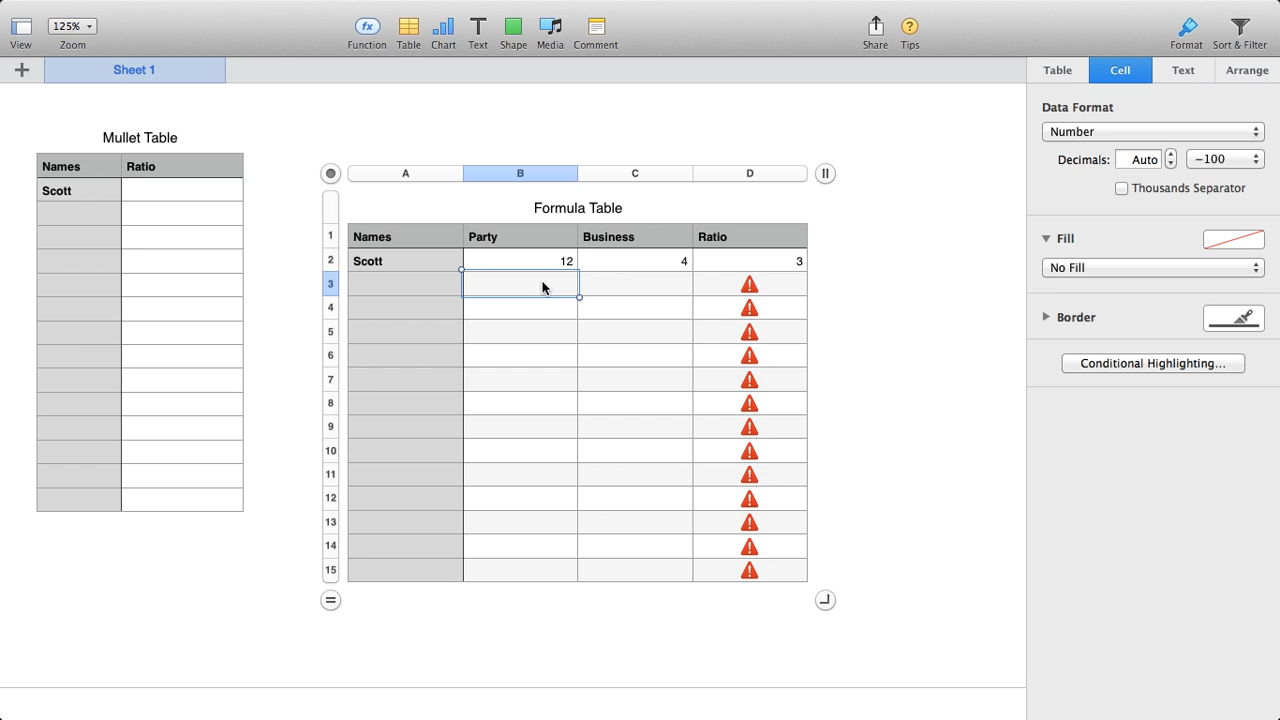 125%
View Zoom Function Table Chart Text Shape Media Comment Share Tips Format Sort & Filter
Sheet 1
Table Cell Text Arrange
Data Format
Number
Decimals: Auto −100
Thousands Separator
Fill
No Fill
Border
Conditional Highlighting...
Mullet Table
Names Ratio
Scott
A B C D
Formula Table
1 Names Party Business Ratio
2 Scott 12 4 3
3
4
5
6
7
8
9
10
11
12
13
14
15